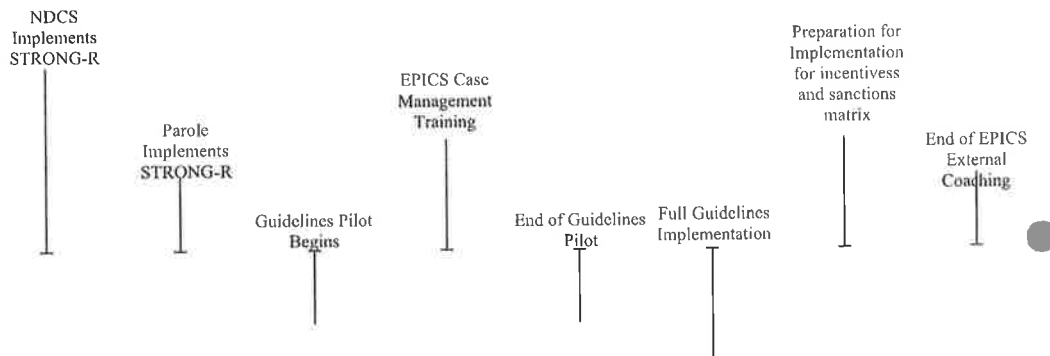 NDCS
Implements
STRONG-R
Parole
Implements
STRONG-R
Guidelines Pilot
Begins
EPICS Case
Management
Training
End of Guidelines
Pilot
Full Guidelines
Implementation
Preparation for
Implementation
for incentivess
and sanctions
matrix
End of EPICS
External
Coaching